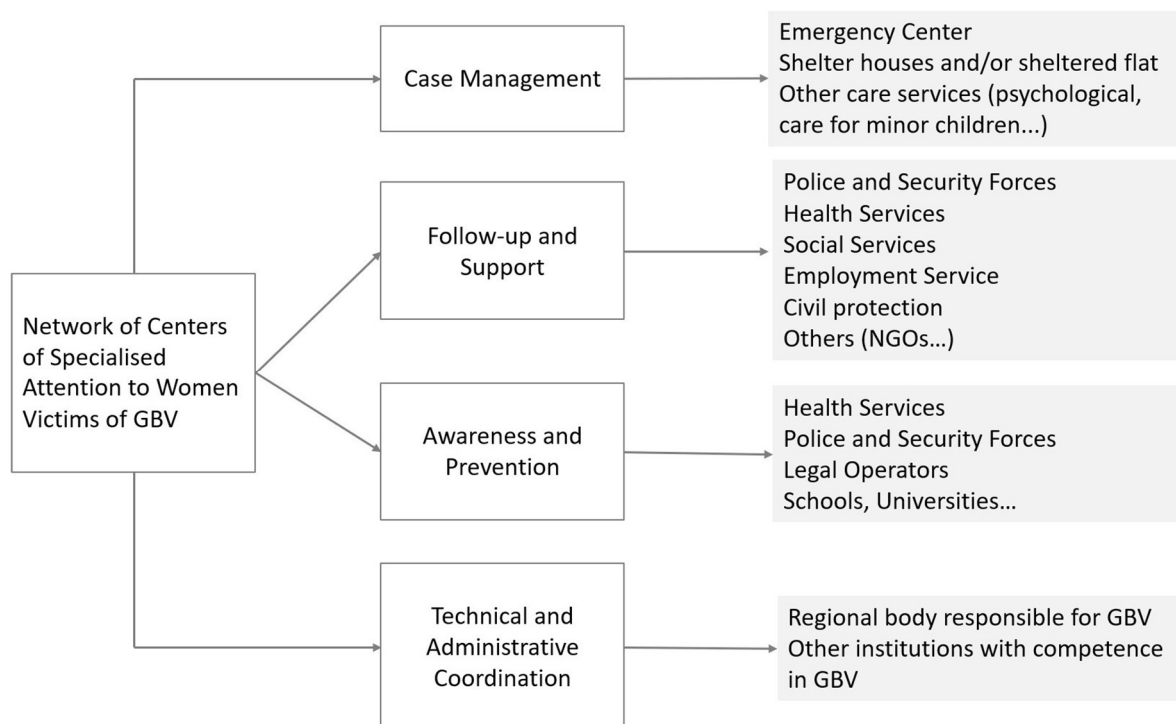 Network of Centers
of Specialised
Attention to Women
Victims of GBV
Case Management
Emergency Center
Shelter houses and/or sheltered flat
Other care services (psychological,
care for minor children...)
Follow-up and
Support
Police and Security Forces
Health Services
Social Services
Employment Service
Civil protection
Others (NGOs…)
Awareness and
Prevention
Health Services
Police and Security Forces
Legal Operators
Schools, Universities…
Technical and
Administrative
Coordination
Regional body responsible for GBV
Other institutions with competence
in GBV